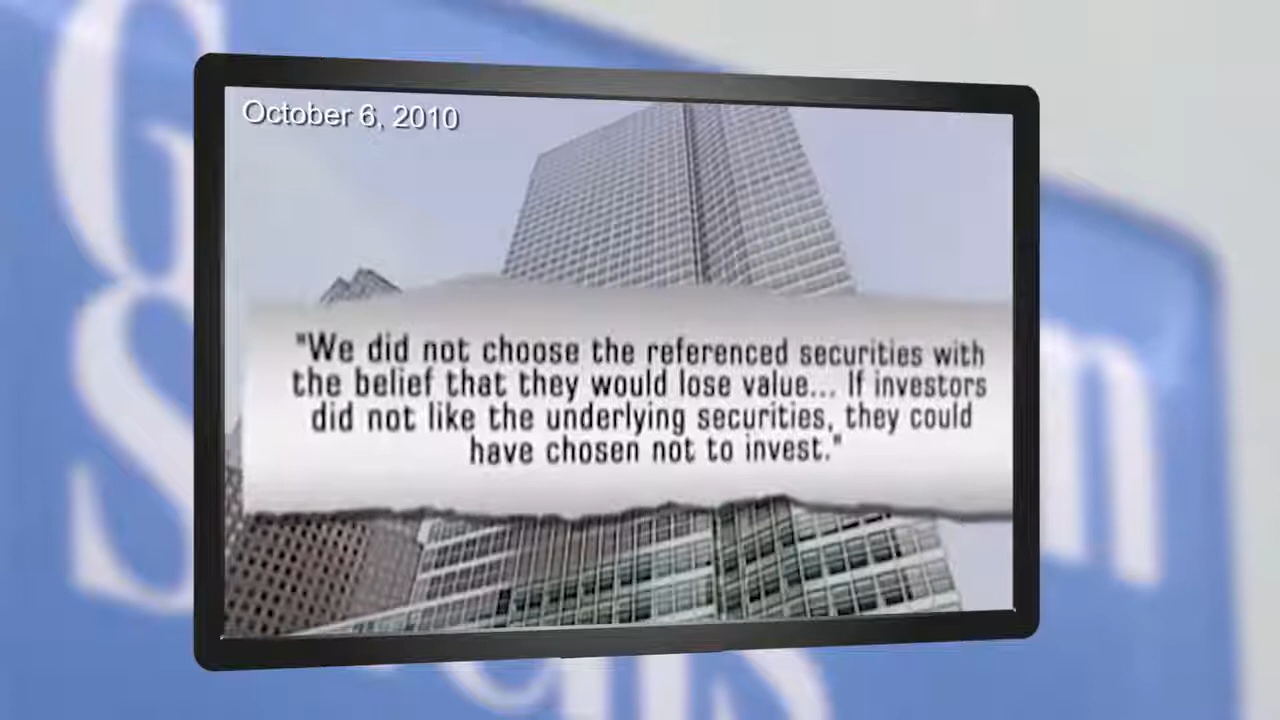 October 6, 2010
"We did not choose the referenced securities with
the belief that they would lose value... If investors
did not like the underlying securities, they could
have chosen not to invest."